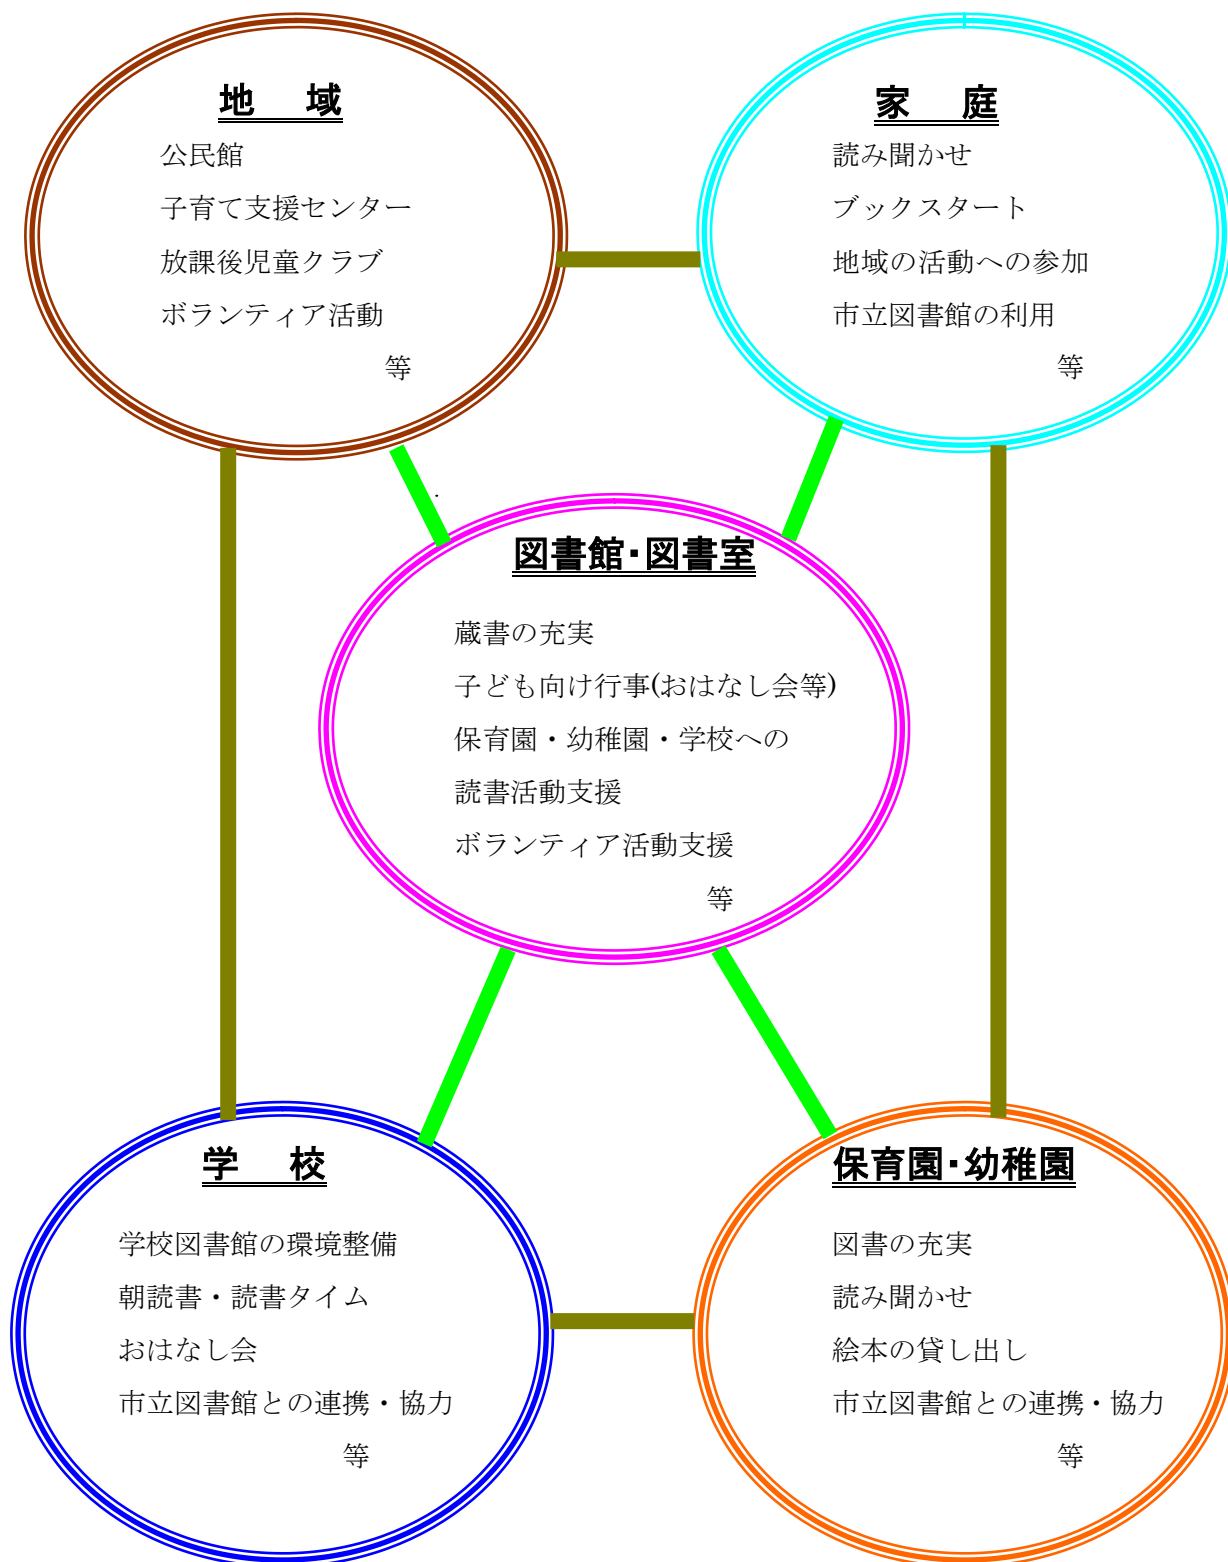 地　域
公民館
子育て支援センター
放課後児童クラブ
ボランティア活動
等
家　庭
読み聞かせ
ブックスタート
地域の活動への参加
市立図書館の利用
等
図書館・図書室
蔵書の充実
子ども向け行事(おはなし会等)
保育園・幼稚園・学校への
読書活動支援
ボランティア活動支援
等
学　校
学校図書館の環境整備
朝読書・読書タイム
おはなし会
市立図書館との連携・協力
等
保育園・幼稚園
図書の充実
読み聞かせ
絵本の貸し出し
市立図書館との連携・協力
等